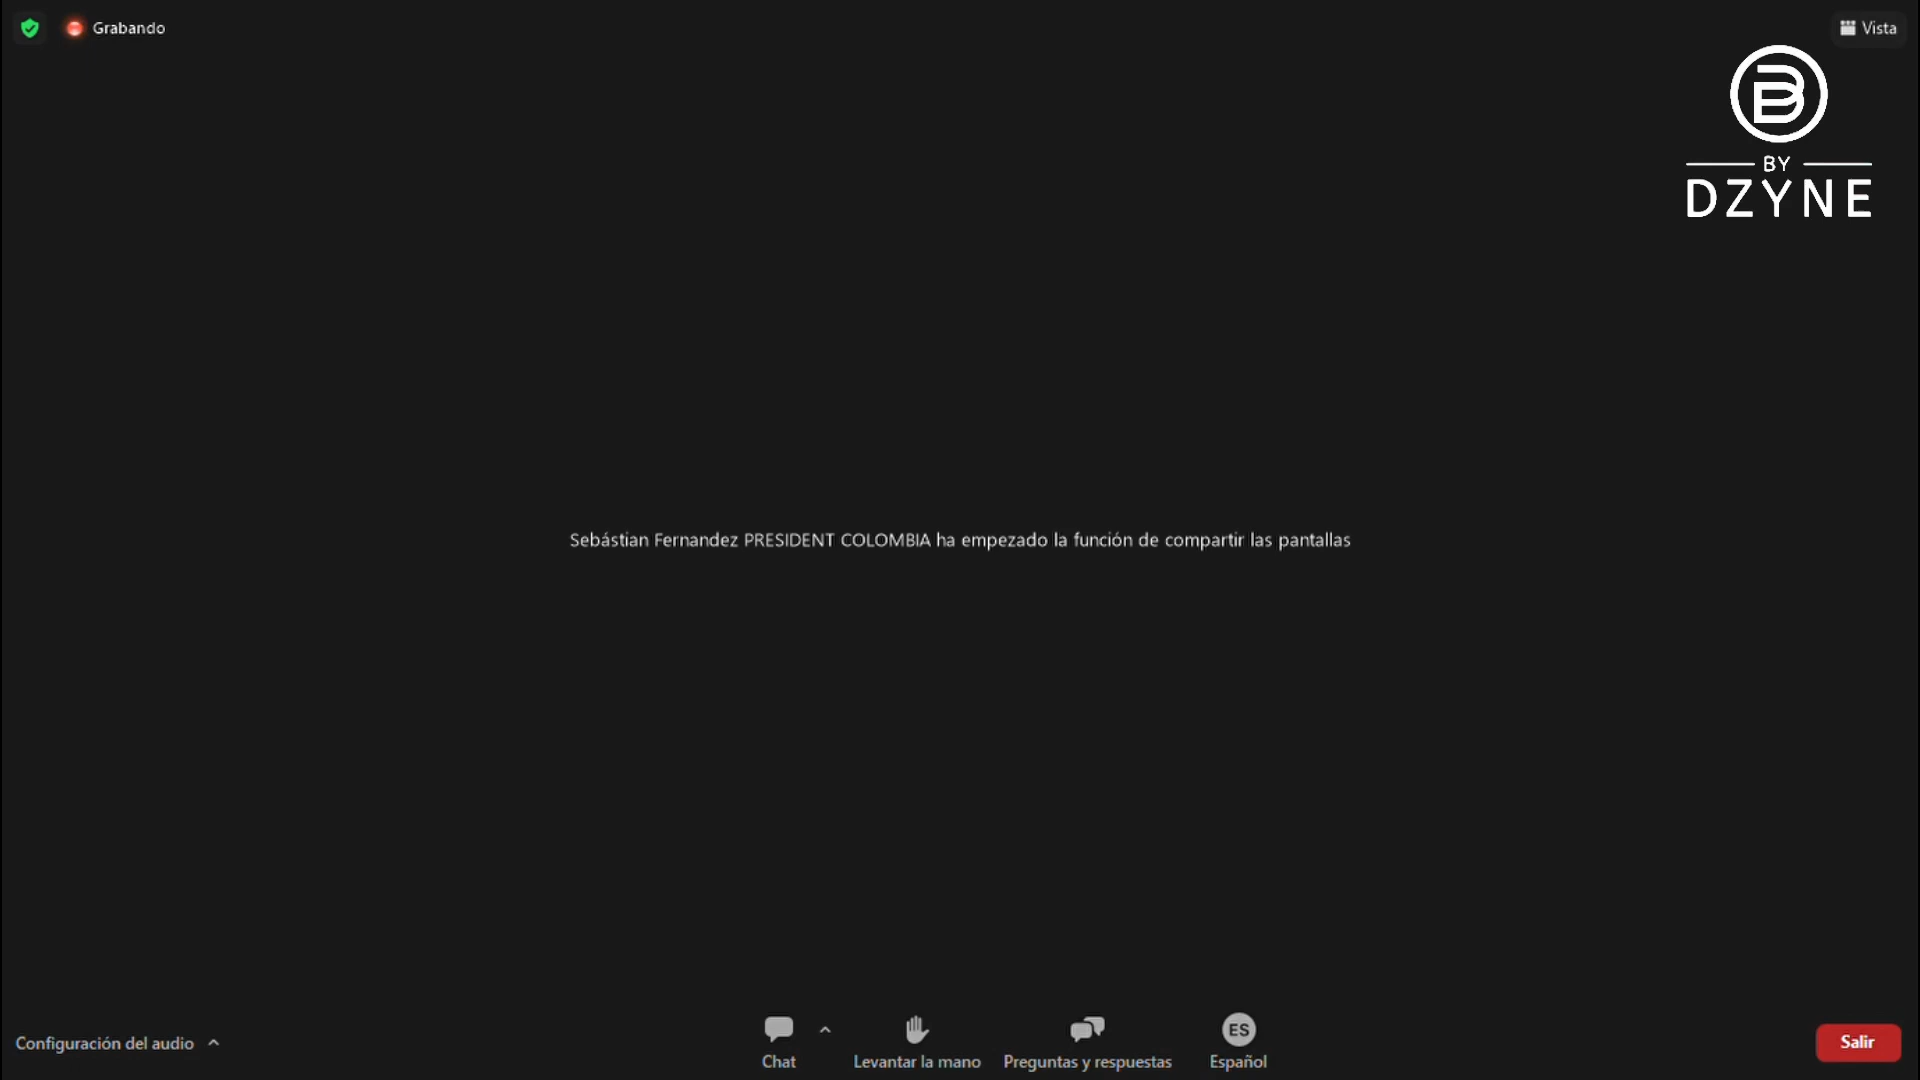 Grabando
Vista
B
BY
DZYNE
Sebástian Fernandez PRESIDENT COLOMBIA ha empezado la función de compartir las pantallas
Configuración del audio
Chat
Levantar la mano
Preguntas y respuestas
ES
Español
Salir